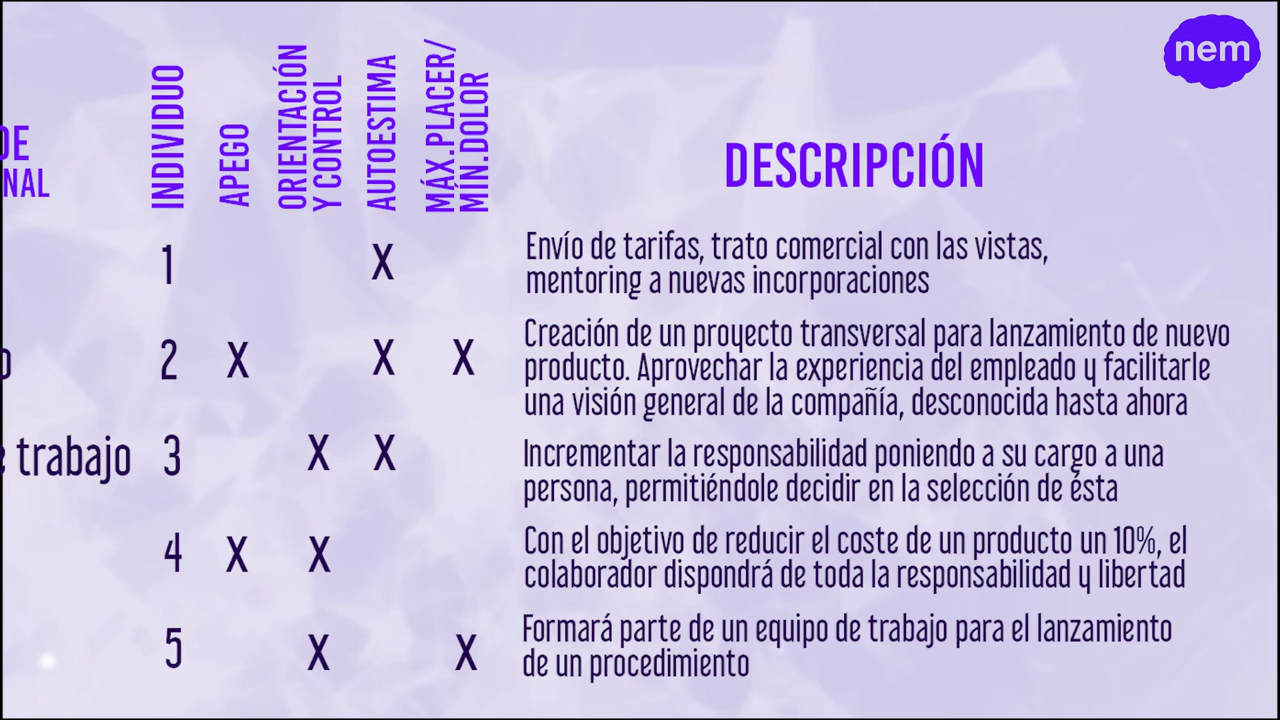 nem
DE
NAL
INDIVIDUO
APEGO
ORIENTACIÓN
Y CONTROL
AUTOESTIMA
MÁX.PLACER/
MÍN.DOLOR
DESCRIPCIÓN
1 X Envío de tarifas, trato comercial con las vistas,
mentoring a nuevas incorporaciones
2 X X X Creación de un proyecto transversal para lanzamiento de nuevo
producto. Aprovechar la experiencia del empleado y facilitarle
una visión general de la compañía, desconocida hasta ahora
trabajo 3 X X Incrementar la responsabilidad poniendo a su cargo a una
persona, permitiéndole decidir en la selección de ésta
4 X X Con el objetivo de reducir el coste de un producto un 10%, el
colaborador dispondrá de toda la responsabilidad y libertad
5 X X Formará parte de un equipo de trabajo para el lanzamiento
de un procedimiento